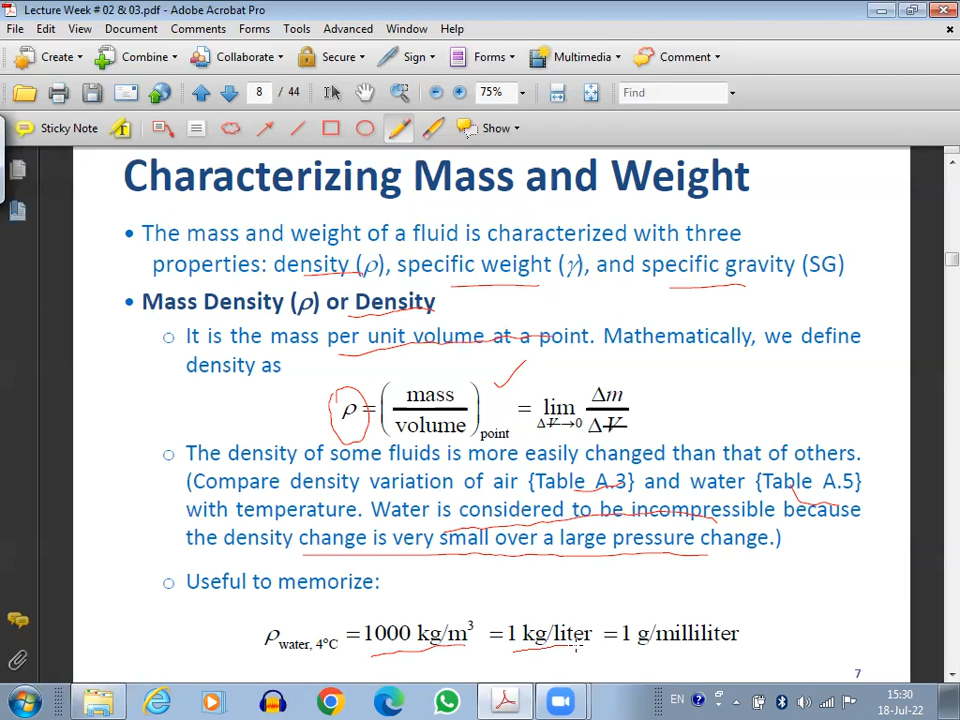 Lecture Week # 02 & 03.pdf - Adobe Acrobat Pro
File Edit View Document Comments Forms Tools Advanced Window Help
Create Combine Collaborate Secure Sign Forms Multimedia Comment
8 / 44 75% Find
Sticky Note Show
Characterizing Mass and Weight
• The mass and weight of a fluid is characterized with three
properties: density (ρ), specific weight (γ), and specific gravity (SG)
• Mass Density (ρ) or Density
○ It is the mass per unit volume at a point. Mathematically, we define
density as
ρ = (mass/volume)point = lim ΔV→0 Δm/ΔV
○ The density of some fluids is more easily changed than that of others.
(Compare density variation of air {Table A.3} and water {Table A.5}
with temperature. Water is considered to be incompressible because
the density change is very small over a large pressure change.)
○ Useful to memorize:
ρwater, 4°C = 1000 kg/m³ = 1 kg/liter = 1 g/milliliter
7
EN 15:30
18-Jul-22